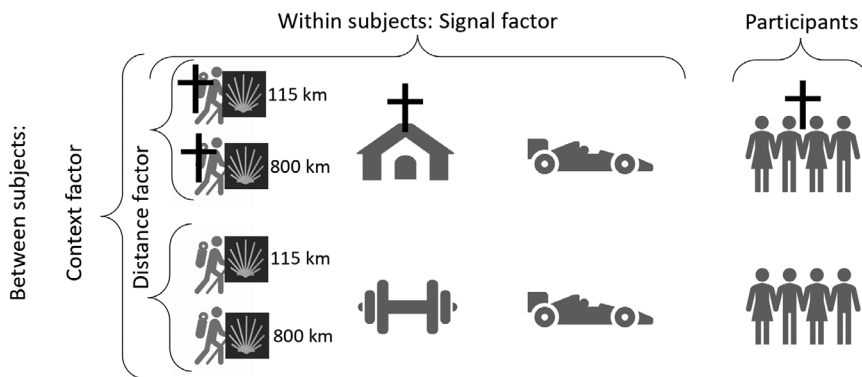 Within subjects: Signal factor
Participants
Between subjects:
Context factor
Distance factor
115 km
800 km
115 km
800 km